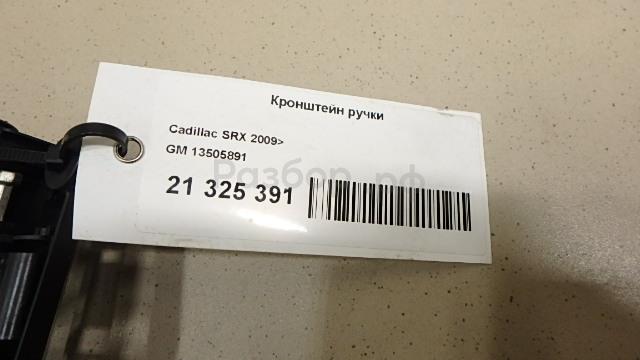 Кронштейн ручки
Cadillac SRX 2009>
GM 13505891
Разбор.рф
21 325 391